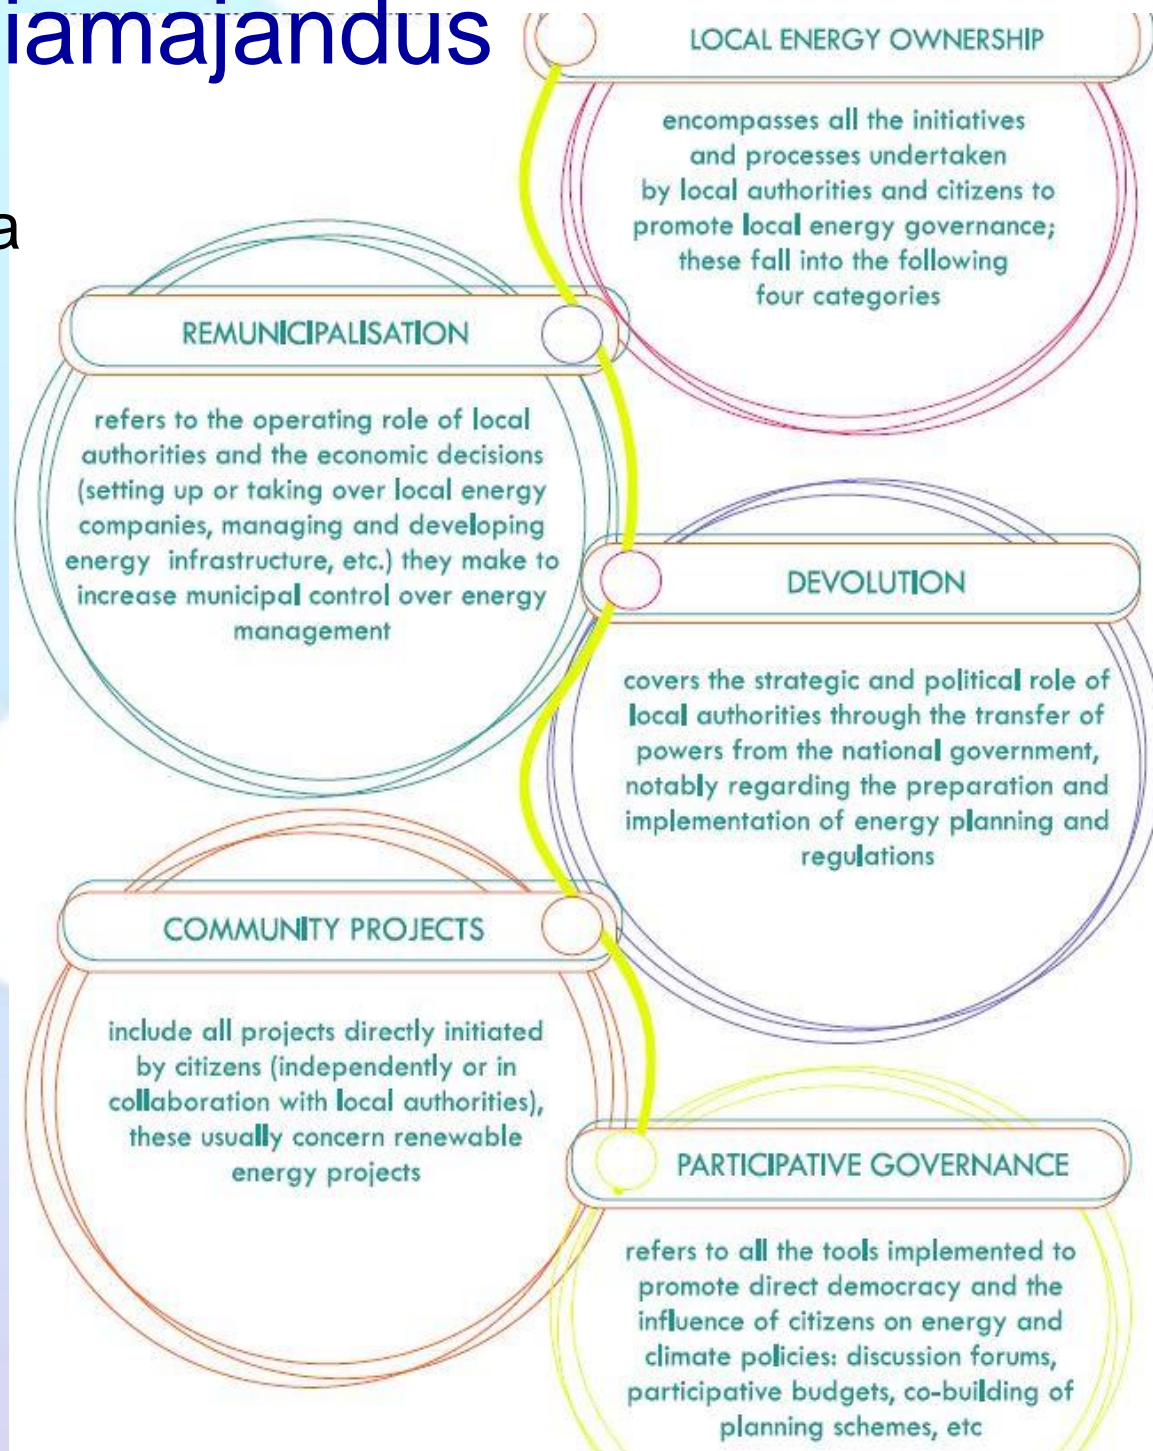 iamajandus
a
LOCAL ENERGY OWNERSHIP
encompasses all the initiatives
and processes undertaken
by local authorities and citizens to
promote local energy governance;
these fall into the following
four categories
REMUNICIPALISATION
refers to the operating role of local
authorities and the economic decisions
(setting up or taking over local energy
companies, managing and developing
energy infrastructure, etc.) they make to
increase municipal control over energy
management
DEVOLUTION
covers the strategic and political role of
local authorities through the transfer of
powers from the national government,
notably regarding the preparation and
implementation of energy planning and
regulations
COMMUNITY PROJECTS
include all projects directly initiated
by citizens (independently or in
collaboration with local authorities),
these usually concern renewable
energy projects
PARTICIPATIVE GOVERNANCE
refers to all the tools implemented to
promote direct democracy and the
influence of citizens on energy and
climate policies: discussion forums,
participative budgets, co-building of
planning schemes, etc